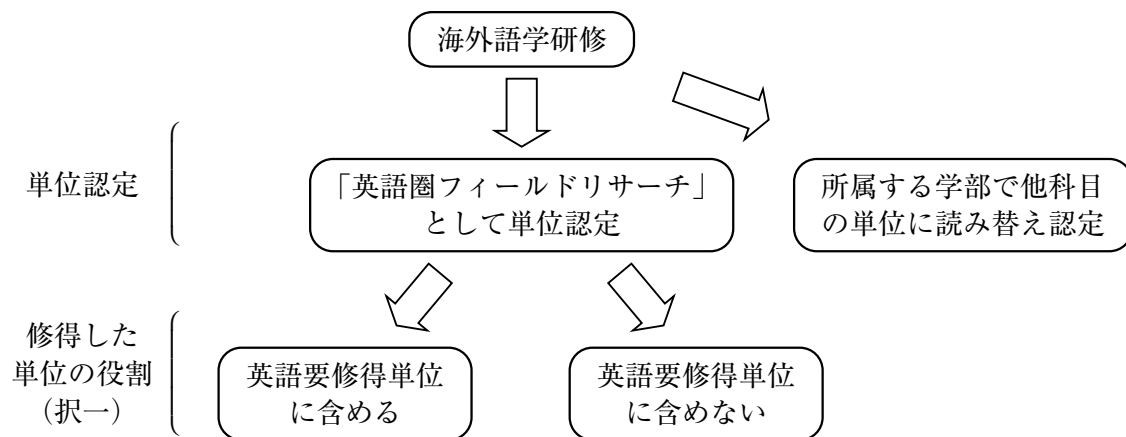 海外語学研修
単位認定
「英語圏フィールドリサーチ」
として単位認定
所属する学部で他科目
の単位に読み替え認定
修得した
単位の役割
（択一）
英語要修得単位
に含める
英語要修得単位
に含めない